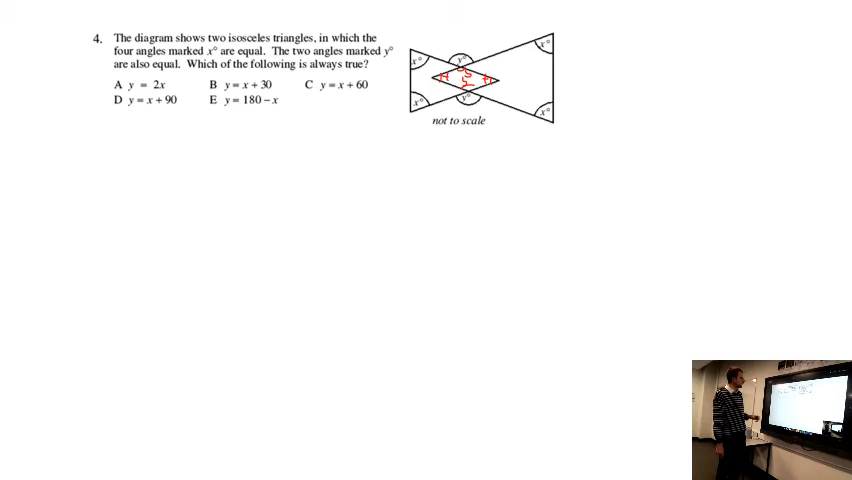 4. The diagram shows two isosceles triangles, in which the
four angles marked x° are equal. The two angles marked y°
are also equal. Which of the following is always true?
A y = 2x B y = x + 30 C y = x + 60
D y = x + 90 E y = 180 – x
x° y° x°
x° y° x°
not to scale